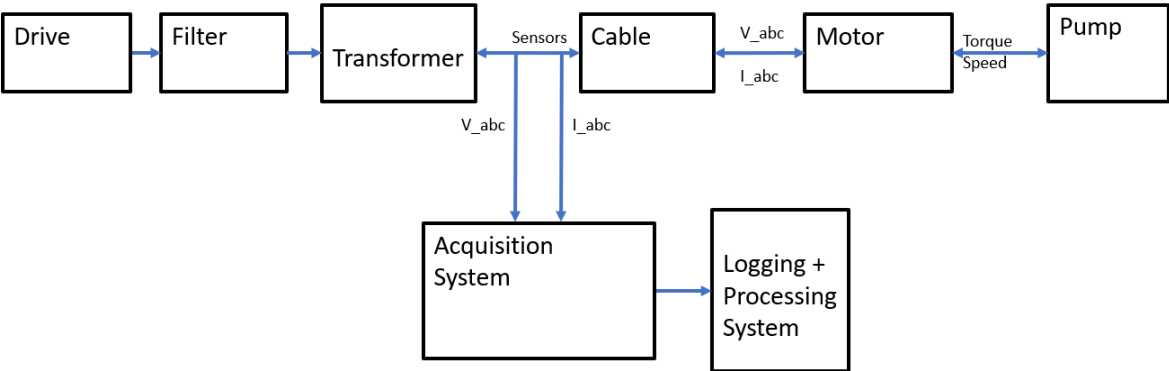 Drive
Filter
Transformer
Sensors
Cable
V_abc
I_abc
Motor
Torque
Speed
Pump
V_abc
I_abc
Acquisition
System
Logging +
Processing
System